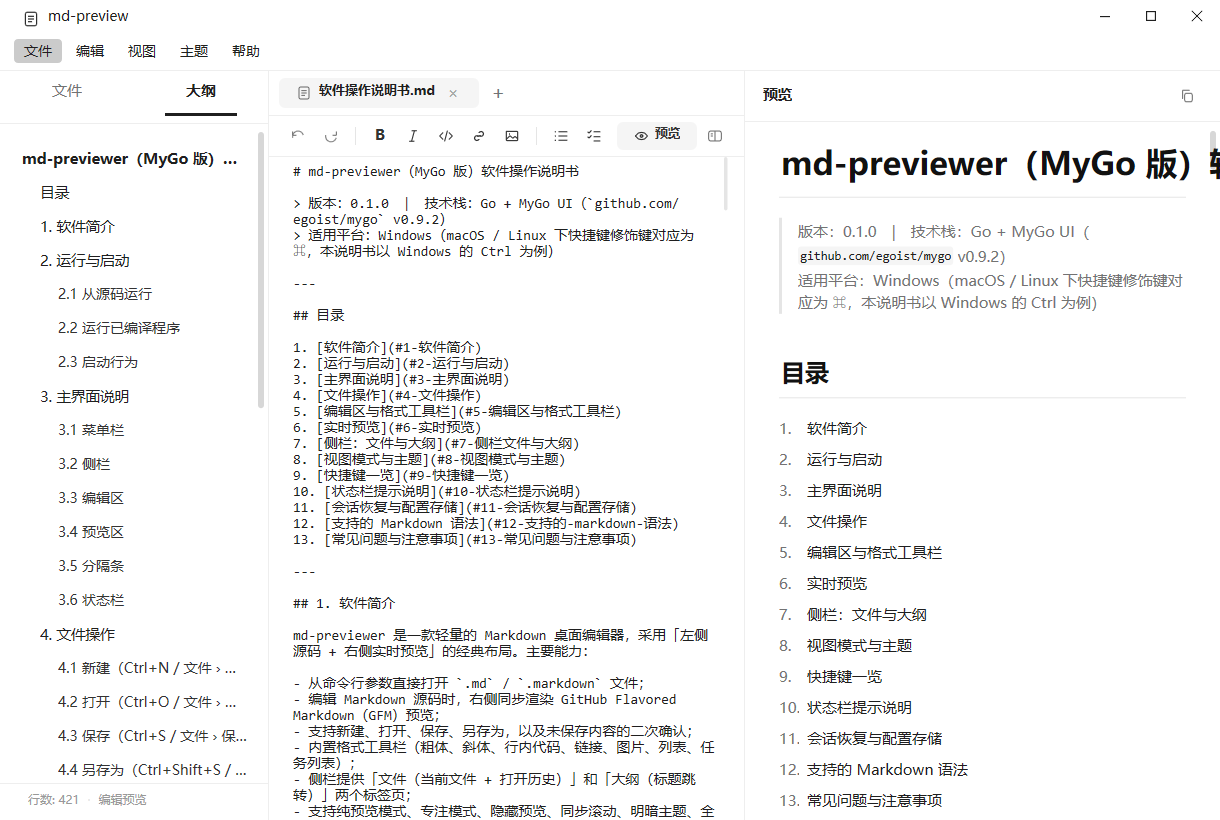 md-preview
文件 编辑 视图 主题 帮助
文件 大纲
md-previewer（MyGo 版）...
目录
1. 软件简介
2. 运行与启动
2.1 从源码运行
2.2 运行已编译程序
2.3 启动行为
3. 主界面说明
3.1 菜单栏
3.2 侧栏
3.3 编辑区
3.4 预览区
3.5 分隔条
3.6 状态栏
4. 文件操作
4.1 新建（Ctrl+N / 文件 › ...
4.2 打开（Ctrl+O / 文件 › ...
4.3 保存（Ctrl+S / 文件 › 保...
4.4 另存为（Ctrl+Shift+S / ...
行数: 421 · 编辑预览
软件操作说明书.md × +
B I </> 预览
# md-previewer（MyGo 版）软件操作说明书
> 版本：0.1.0 ｜ 技术栈：Go + MyGo UI（`github.com/
egoist/mygo` v0.9.2）
> 适用平台：Windows（macOS / Linux 下快捷键修饰键对应为
⌘，本说明书以 Windows 的 Ctrl 为例）
---
## 目录
1. [软件简介](#1-软件简介)
2. [运行与启动](#2-运行与启动)
3. [主界面说明](#3-主界面说明)
4. [文件操作](#4-文件操作)
5. [编辑区与格式工具栏](#5-编辑区与格式工具栏)
6. [实时预览](#6-实时预览)
7. [侧栏：文件与大纲](#7-侧栏文件与大纲)
8. [视图模式与主题](#8-视图模式与主题)
9. [快捷键一览](#9-快捷键一览)
10. [状态栏提示说明](#10-状态栏提示说明)
11. [会话恢复与配置存储](#11-会话恢复与配置存储)
12. [支持的 Markdown 语法](#12-支持的-markdown-语法)
13. [常见问题与注意事项](#13-常见问题与注意事项)
---
## 1. 软件简介
md-previewer 是一款轻量的 Markdown 桌面编辑器，采用「左侧
源码 + 右侧实时预览」的经典布局。主要能力：
- 从命令行参数直接打开 `.md` / `.markdown` 文件；
- 编辑 Markdown 源码时，右侧同步渲染 GitHub Flavored
Markdown（GFM）预览；
- 支持新建、打开、保存、另存为，以及未保存内容的二次确认；
- 内置格式工具栏（粗体、斜体、行内代码、链接、图片、列表、任
务列表）；
- 侧栏提供「文件（当前文件 + 打开历史）」和「大纲（标题跳
转）」两个标签页；
- 支持纯预览模式、专注模式、隐藏预览、同步滚动、明暗主题、全
预览
md-previewer（MyGo 版）软
版本：0.1.0 ｜ 技术栈：Go + MyGo UI（
github.com/egoist/mygo v0.9.2）
适用平台：Windows（macOS / Linux 下快捷键修饰键对
应为 ⌘，本说明书以 Windows 的 Ctrl 为例）
目录
1. 软件简介
2. 运行与启动
3. 主界面说明
4. 文件操作
5. 编辑区与格式工具栏
6. 实时预览
7. 侧栏：文件与大纲
8. 视图模式与主题
9. 快捷键一览
10. 状态栏提示说明
11. 会话恢复与配置存储
12. 支持的 Markdown 语法
13. 常见问题与注意事项